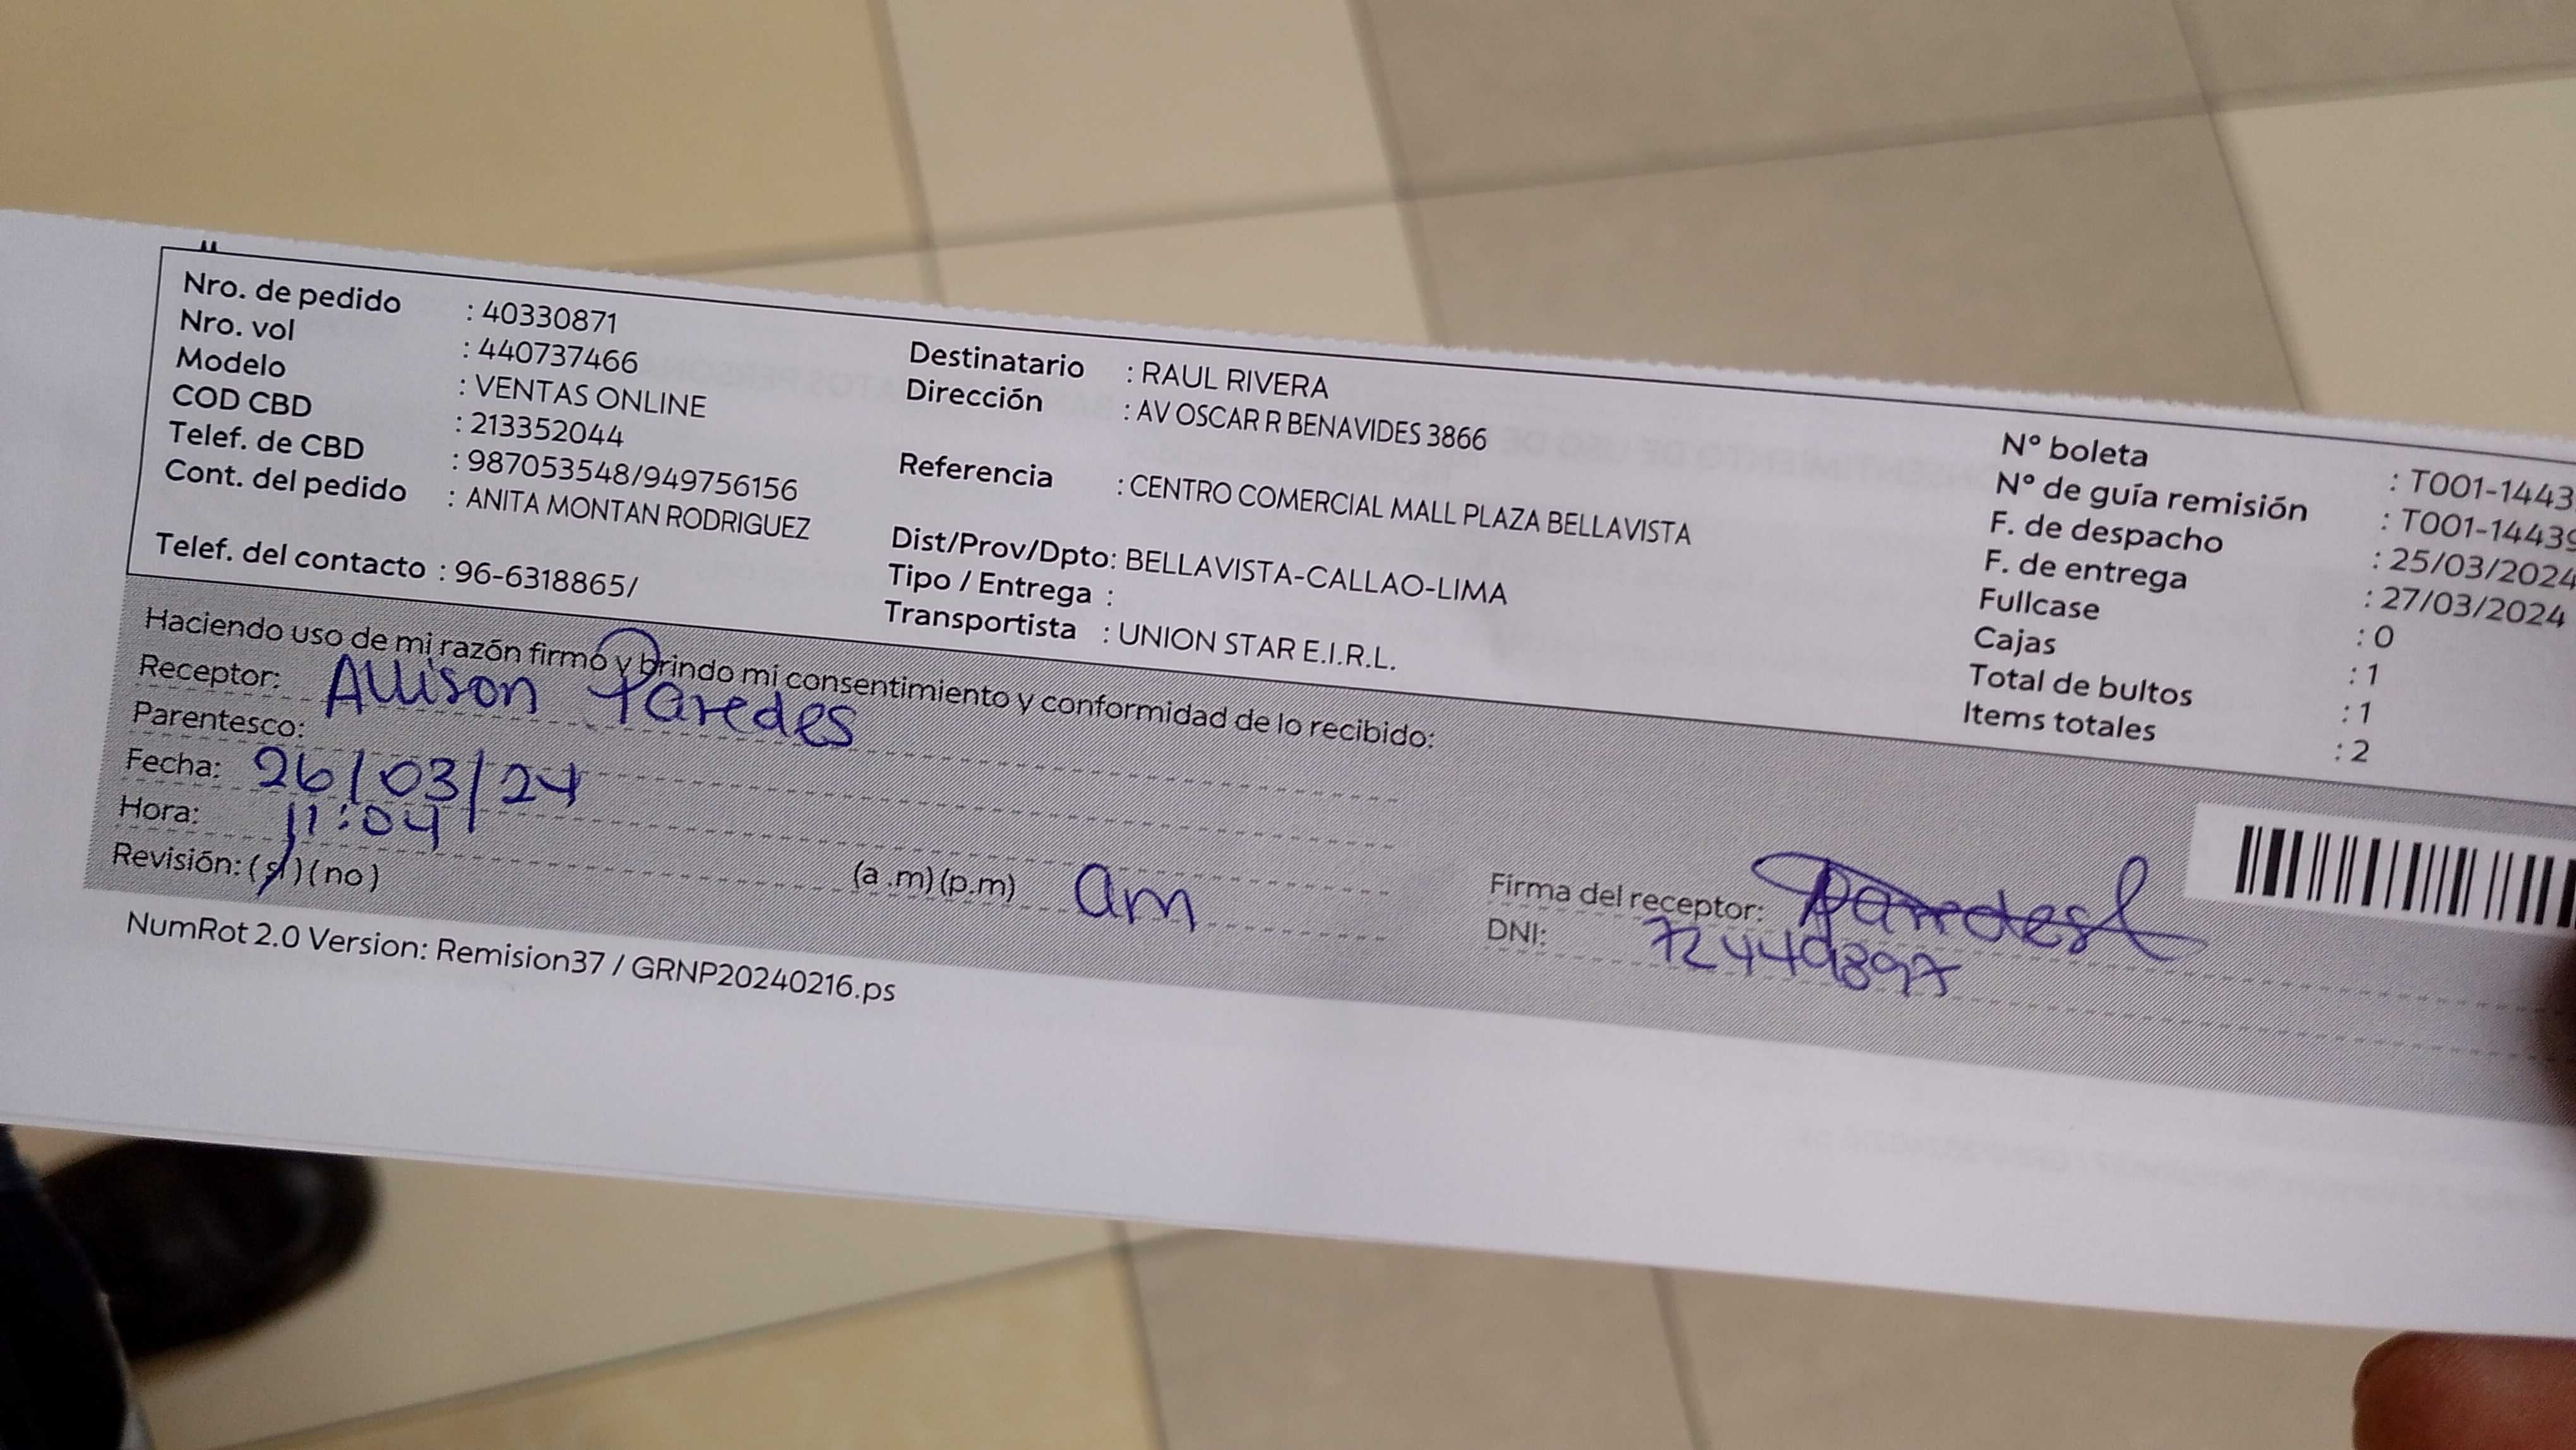 Nro. de pedido : 40330871
Nro. vol : 440737466
Modelo : VENTAS ONLINE
COD CBD : 213352044
Telef. de CBD : 987053548/949756156
Cont. del pedido : ANITA MONTAN RODRIGUEZ
Telef. del contacto : 96-6318865/
Destinatario : RAUL RIVERA
Dirección : AV OSCAR R BENAVIDES 3866
Referencia : CENTRO COMERCIAL MALL PLAZA BELLAVISTA
Dist/Prov/Dpto: BELLAVISTA-CALLAO-LIMA
Tipo / Entrega :
Transportista : UNION STAR E.I.R.L.
N° boleta : T001-1443
N° de guía remisión : T001-14439
F. de despacho : 25/03/2024
F. de entrega : 27/03/2024
Fullcase : 0
Cajas : 1
Total de bultos : 1
Items totales : 2
Haciendo uso de mi razón firmo y brindo mi consentimiento y conformidad de lo recibido:
Receptor: Allison Paredes
Parentesco:
Fecha: 26/03/24
Hora: 11:04 (a .m) (p.m) am
Revisión: (si) (no)
Firma del receptor: Paredes
DNI: 72449897
NumRot 2.0 Version: Remision37 / GRNP20240216.ps